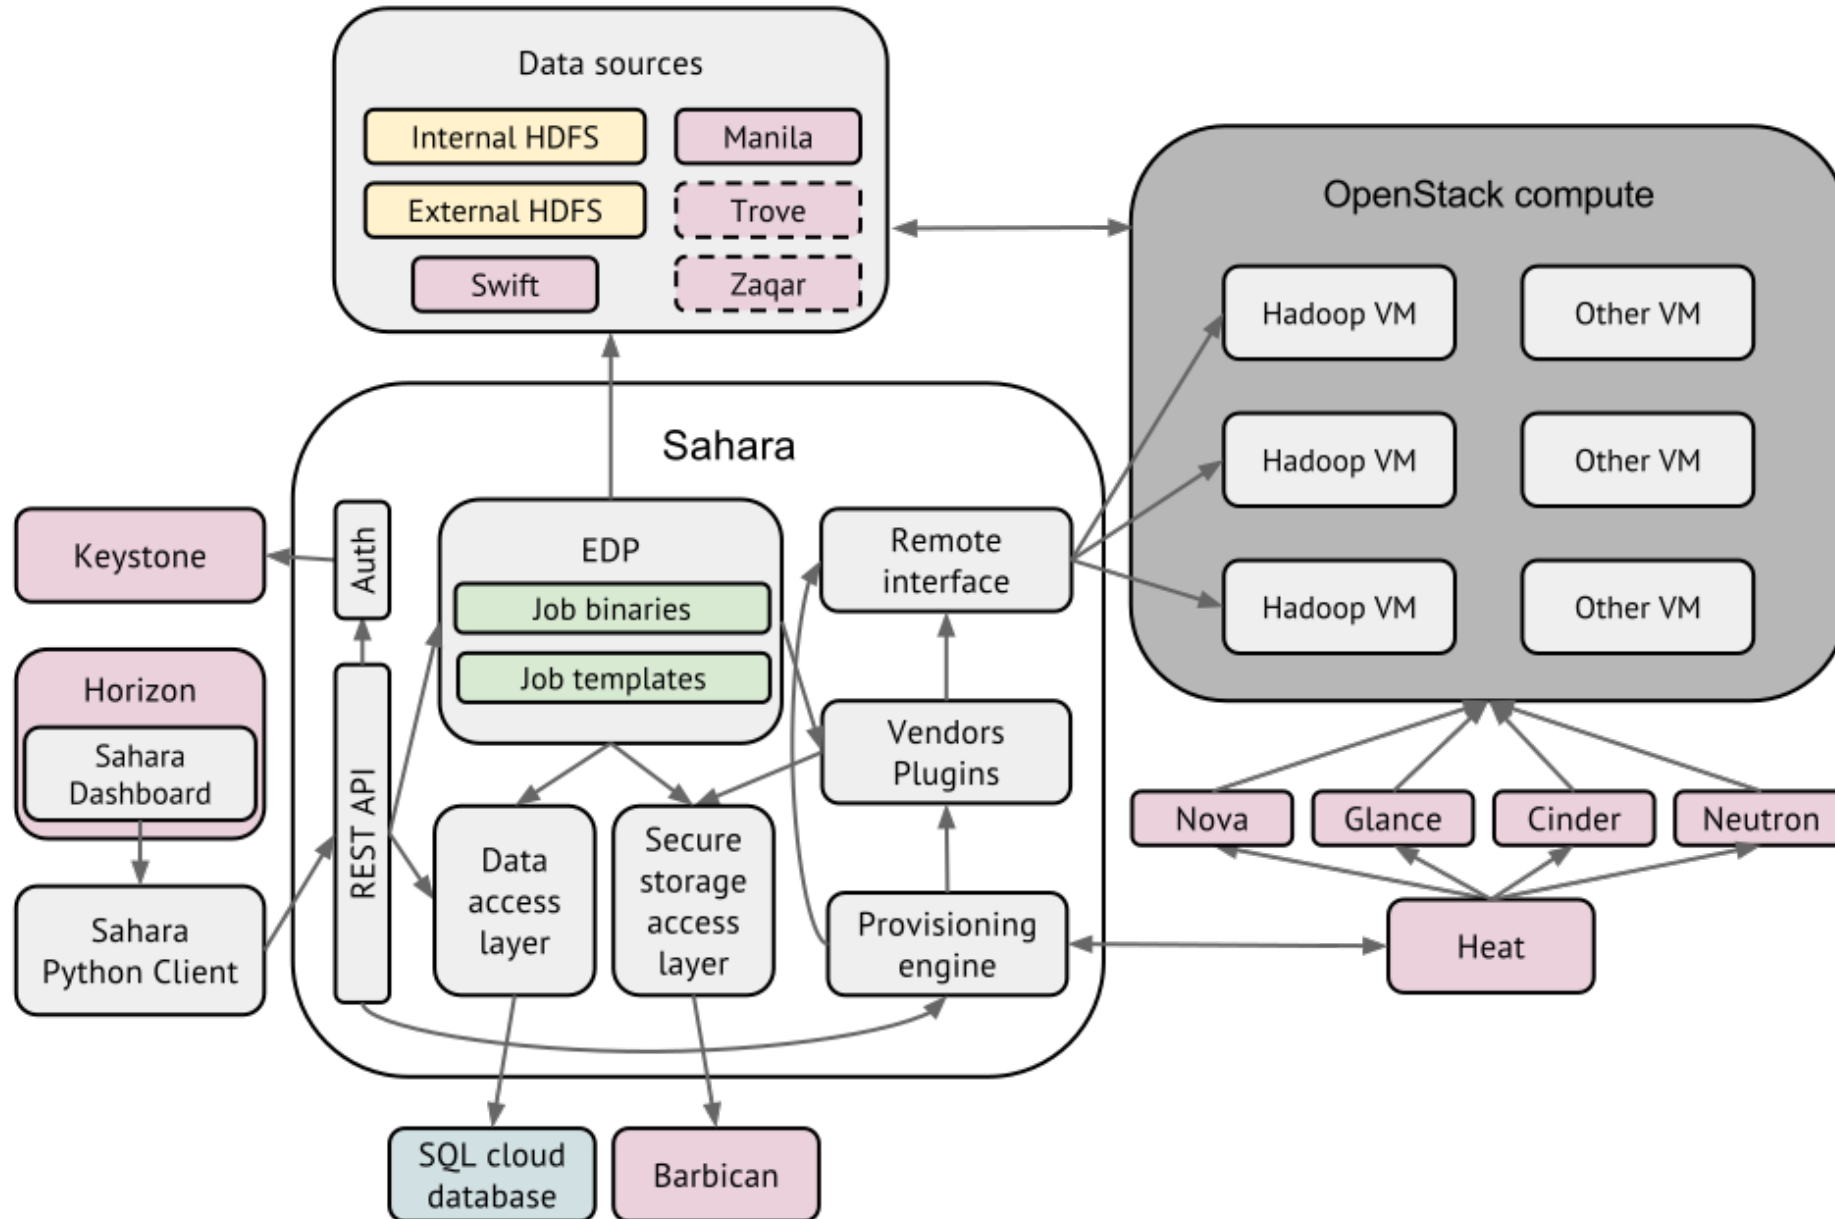 Data sources
Internal HDFS
Manila
External HDFS
Trove
Swift
Zaqar
OpenStack compute
Hadoop VM
Other VM
Hadoop VM
Other VM
Hadoop VM
Other VM
Sahara
Keystone
Auth
EDP
Job binaries
Job templates
Remote
interface
Horizon
Sahara
Dashboard
REST API
Vendors
Plugins
Nova
Glance
Cinder
Neutron
Sahara
Python Client
Data
access
layer
Secure
storage
access
layer
Provisioning
engine
Heat
SQL cloud
database
Barbican